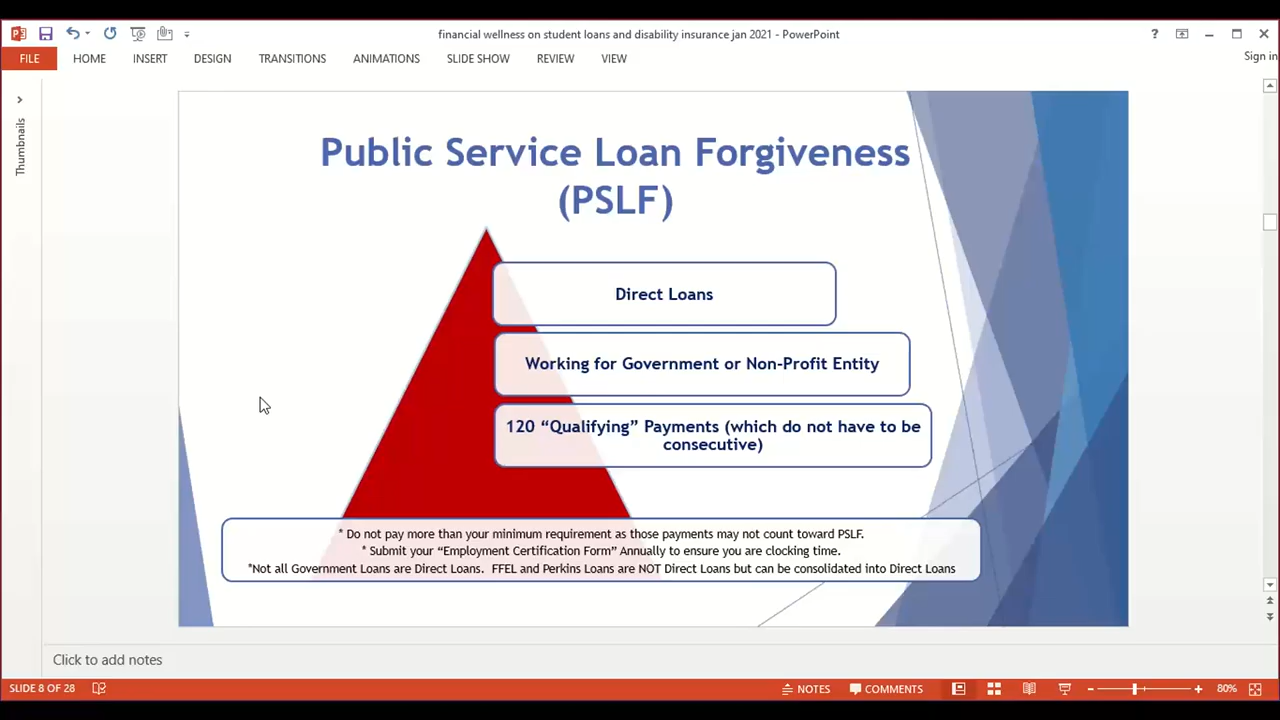 financial wellness on student loans and disability insurance jan 2021 - PowerPoint
?
Sign in
FILE HOME INSERT DESIGN TRANSITIONS ANIMATIONS SLIDE SHOW REVIEW VIEW
Thumbnails
Public Service Loan Forgiveness
(PSLF)
Direct Loans
Working for Government or Non-Profit Entity
120 “Qualifying” Payments (which do not have to be
consecutive)
* Do not pay more than your minimum requirement as those payments may not count toward PSLF.
* Submit your “Employment Certification Form” Annually to ensure you are clocking time.
*Not all Government Loans are Direct Loans.  FFEL and Perkins Loans are NOT Direct Loans but can be consolidated into Direct Loans
Click to add notes
SLIDE 8 OF 28 NOTES COMMENTS 80%